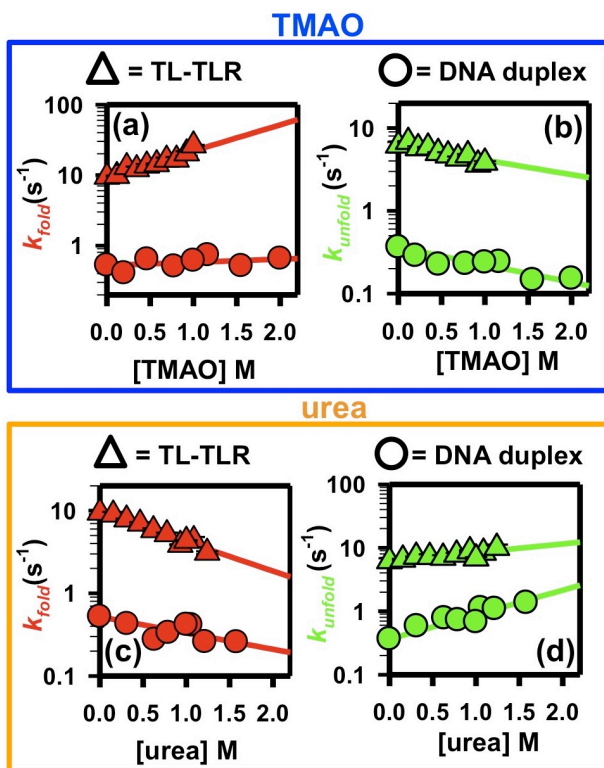 TMAO
= TL-TLR = DNA duplex
100
10
1
(a)
k_fold (s⁻¹)
0.0 0.5 1.0 1.5 2.0
[TMAO] M
10
1
0.1
(b)
k_unfold (s⁻¹)
0.0 0.5 1.0 1.5 2.0
[TMAO] M
urea
= TL-TLR = DNA duplex
10
1
0.1
(c)
k_fold (s⁻¹)
0.0 0.5 1.0 1.5 2.0
[urea] M
100
10
1
0.1
(d)
k_unfold (s⁻¹)
0.0 0.5 1.0 1.5 2.0
[urea] M